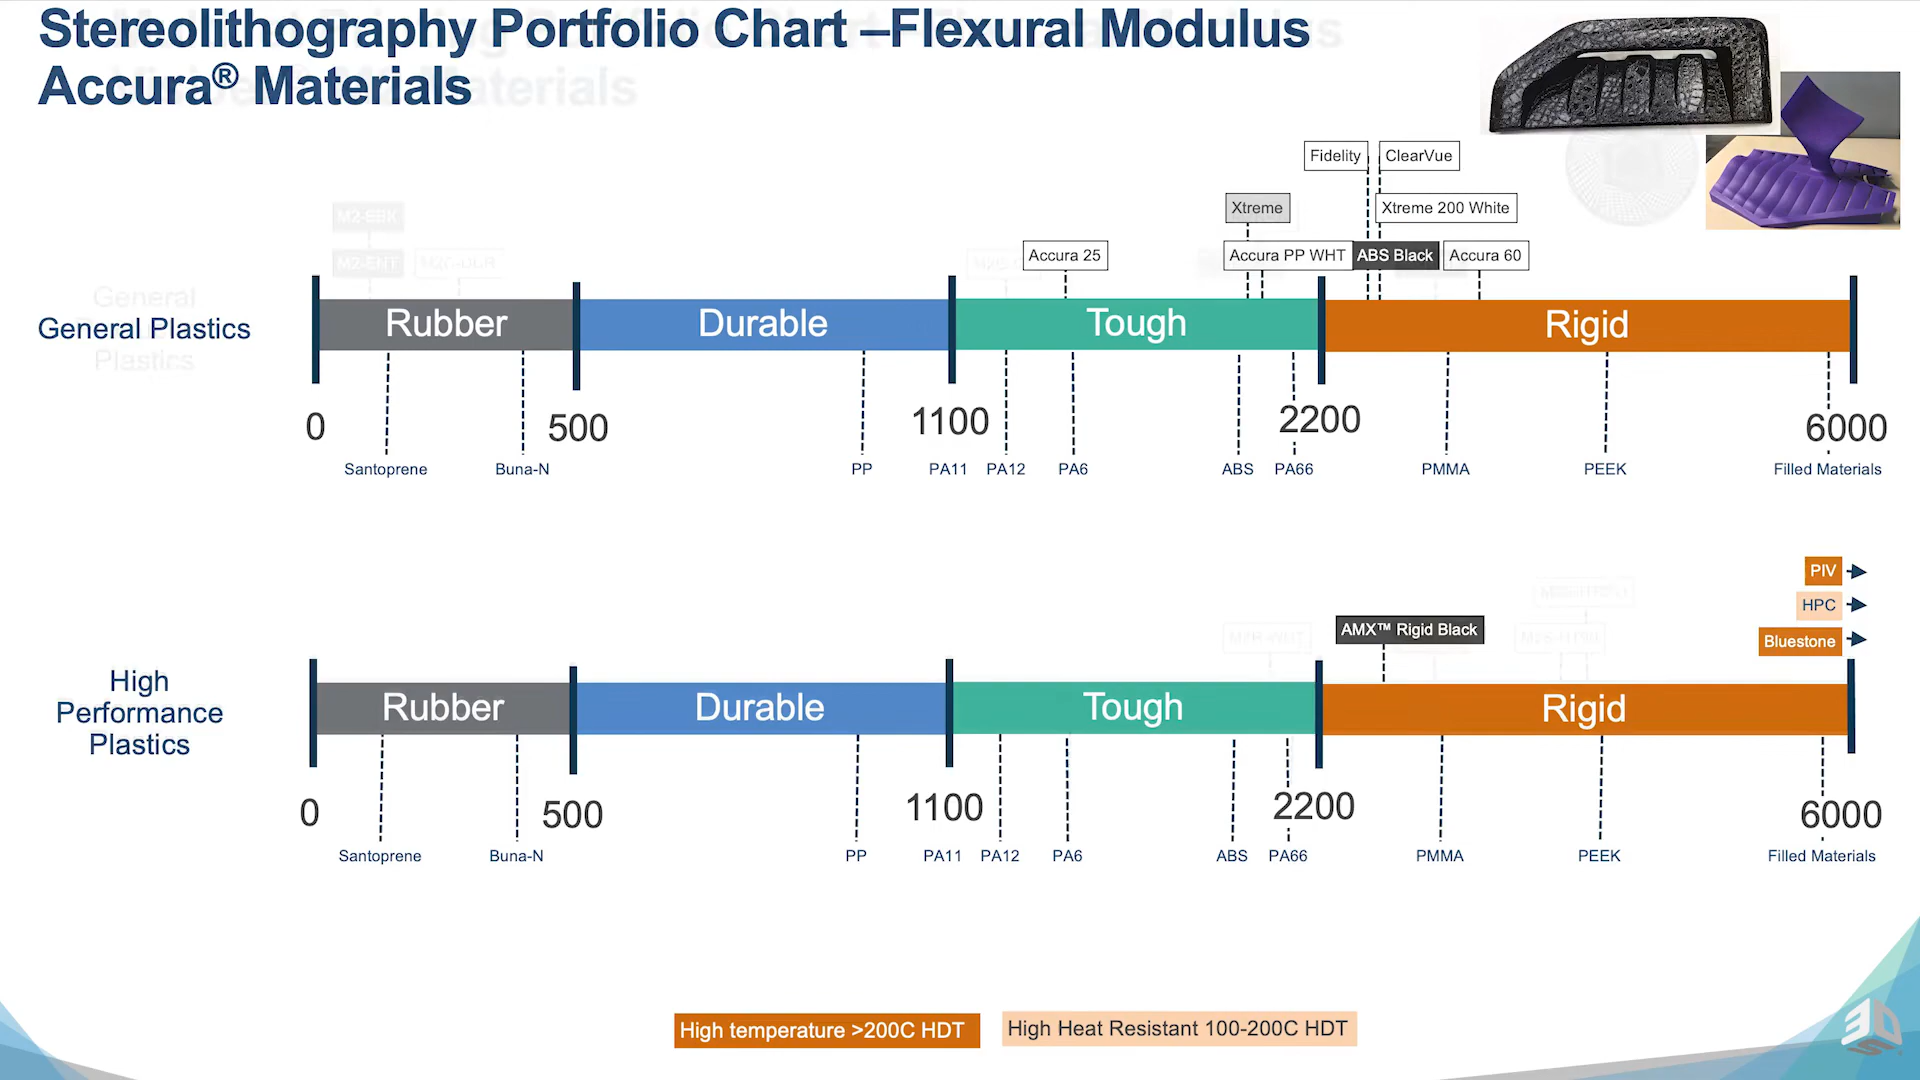 Stereolithography Portfolio Chart –Flexural Modulus
Accura® Materials
Fidelity
ClearVue
Xtreme
Xtreme 200 White
Accura 25
Accura PP WHT
ABS Black
Accura 60
General Plastics
Rubber
Durable
Tough
Rigid
0
500
1100
2200
6000
Santoprene
Buna-N
PP
PA11
PA12
PA6
ABS
PA66
PMMA
PEEK
Filled Materials
PIV
HPC
Bluestone
AMX™ Rigid Black
High
Performance
Plastics
Rubber
Durable
Tough
Rigid
0
500
1100
2200
6000
Santoprene
Buna-N
PP
PA11
PA12
PA6
ABS
PA66
PMMA
PEEK
Filled Materials
High temperature >200C HDT
High Heat Resistant 100-200C HDT